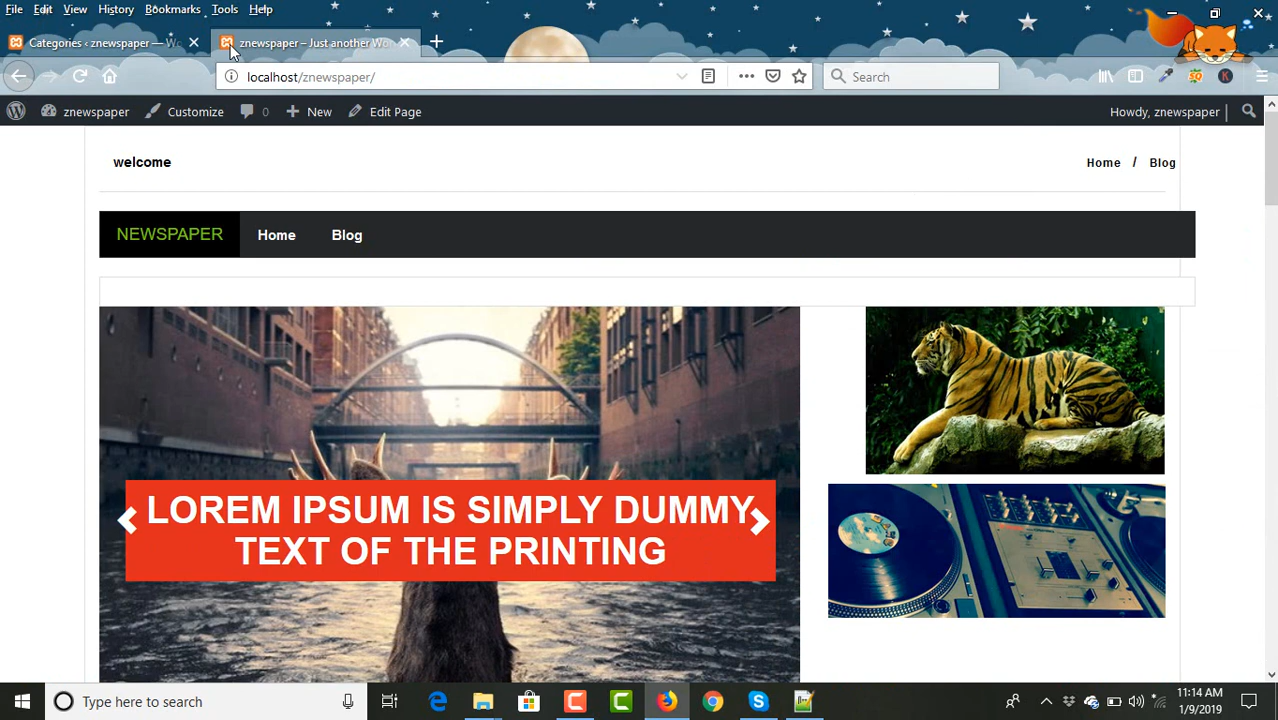 File Edit View History Bookmarks Tools Help
Categories ‹ znewspaper — Wo
znewspaper – Just another Wor
localhost/znewspaper/
Search
znewspaper Customize 0 New Edit Page
Howdy, znewspaper
welcome
Home / Blog
NEWSPAPER Home Blog
LOREM IPSUM IS SIMPLY DUMMY
TEXT OF THE PRINTING
Type here to search
11:14 AM
1/9/2019